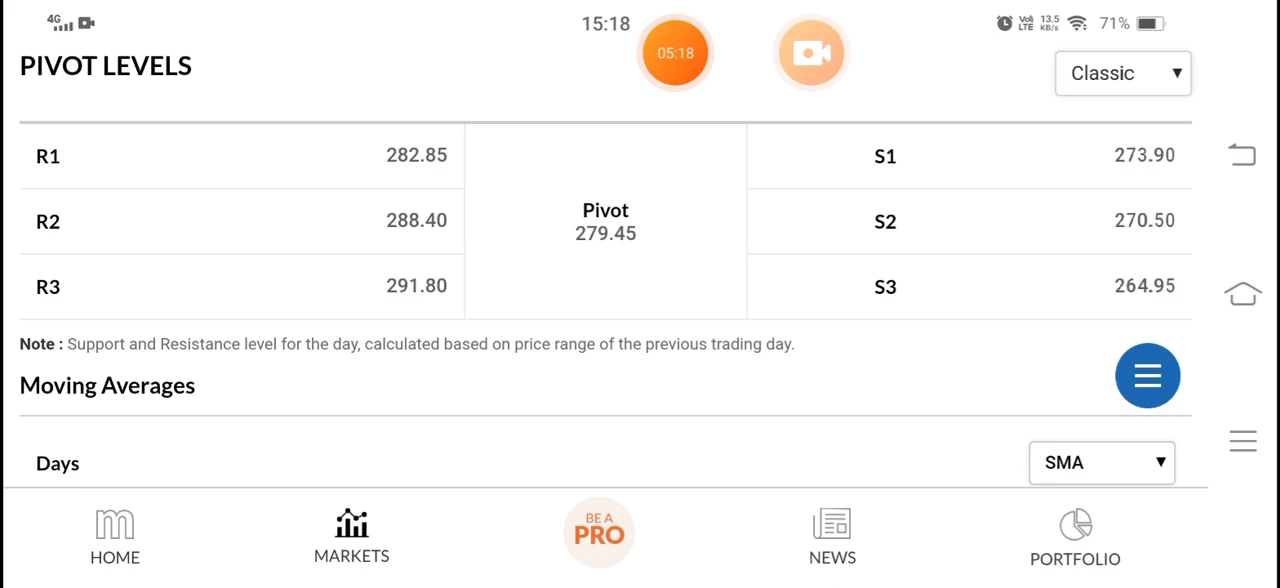 4G 15:18 05:18 Vo)) LTE 13.5 KB/s 71%
PIVOT LEVELS Classic
R1 282.85 S1 273.90
R2 288.40 Pivot 279.45 S2 270.50
R3 291.80 S3 264.95
Note : Support and Resistance level for the day, calculated based on price range of the previous trading day.
Moving Averages
Days SMA
BE A
PRO
HOME MARKETS NEWS PORTFOLIO